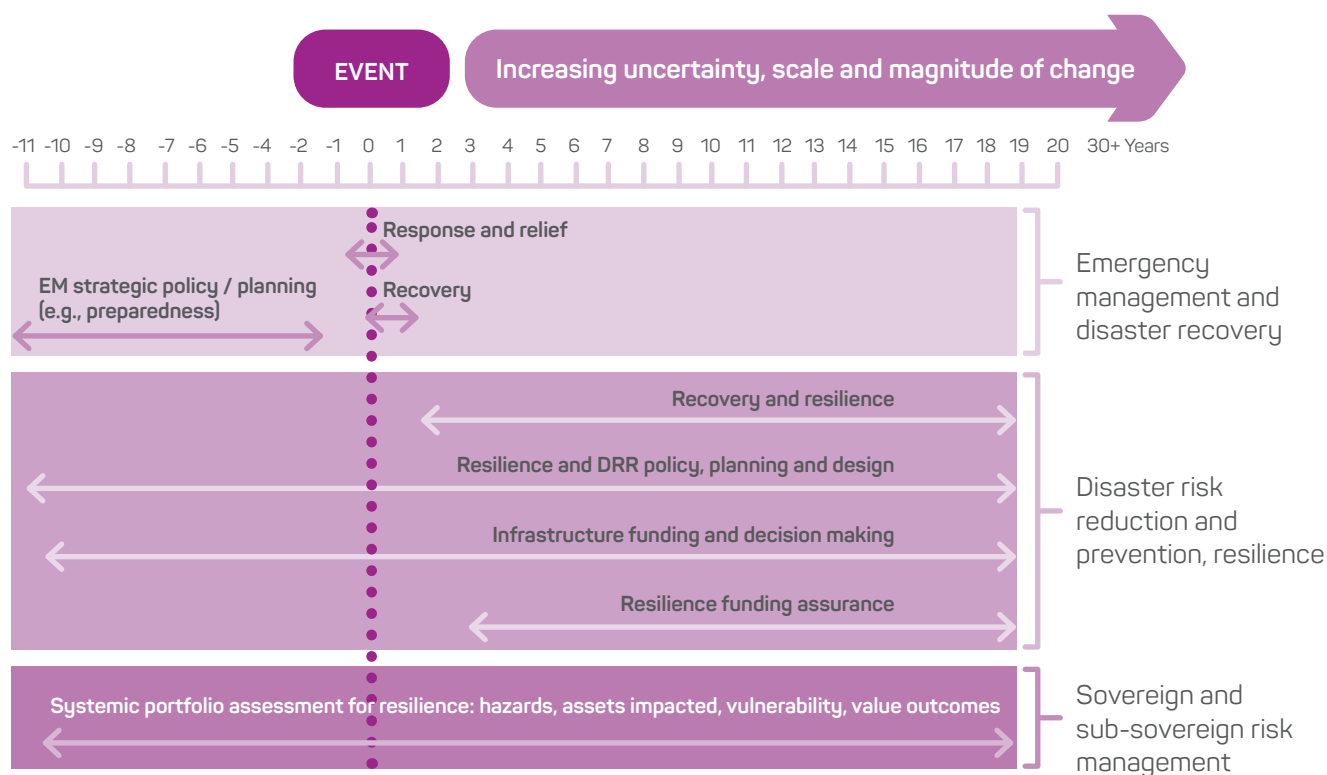 EVENT
Increasing uncertainty, scale and magnitude of change
-11 -10 -9 -8 -7 -6 -5 -4 -2 -1 0 1 2 3 4 5 6 7 8 9 10 11 12 13 14 15 16 17 18 19 20 30+ Years
Response and relief
EM strategic policy / planning
(e.g., preparedness)
Recovery
Emergency
management and
disaster recovery
Recovery and resilience
Resilience and DRR policy, planning and design
Infrastructure funding and decision making
Resilience funding assurance
Disaster risk
reduction and
prevention, resilience
Systemic portfolio assessment for resilience: hazards, assets impacted, vulnerability, value outcomes
Sovereign and
sub-sovereign risk
management